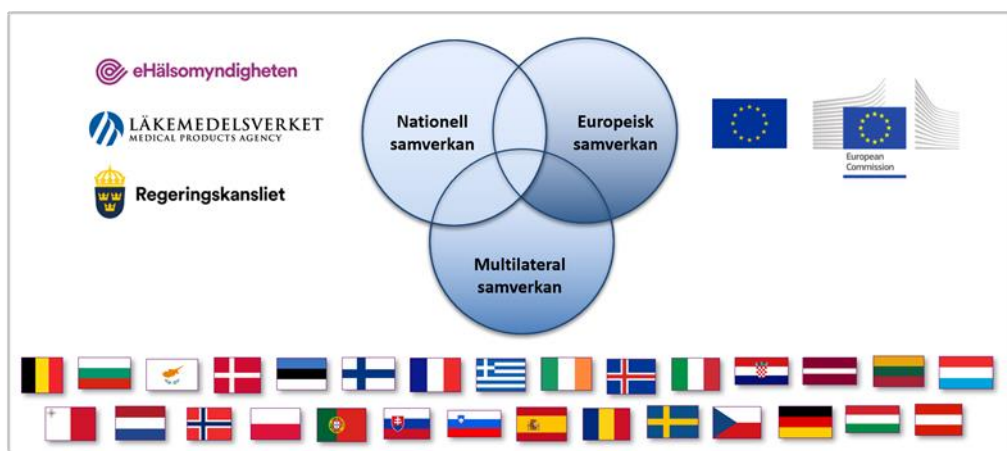 eHälsomyndigheten
LÄKEMEDELSVERKET
MEDICAL PRODUCTS AGENCY
Regeringskansliet
Nationell
samverkan
Europeisk
samverkan
Multilateral
samverkan
European
Commission